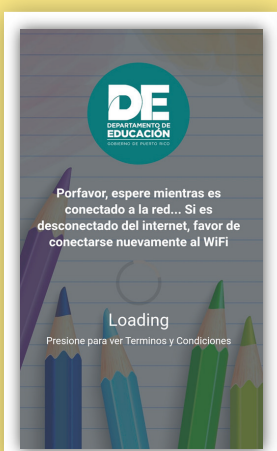 DE
DEPARTAMENTO DE
EDUCACIÓN
GOBIERNO DE PUERTO RICO
Porfavor, espere mientras es
conectado a la red... Si es
desconectado del internet, favor de
conectarse nuevamente al WiFi
Loading
Presione para ver Terminos y Condiciones